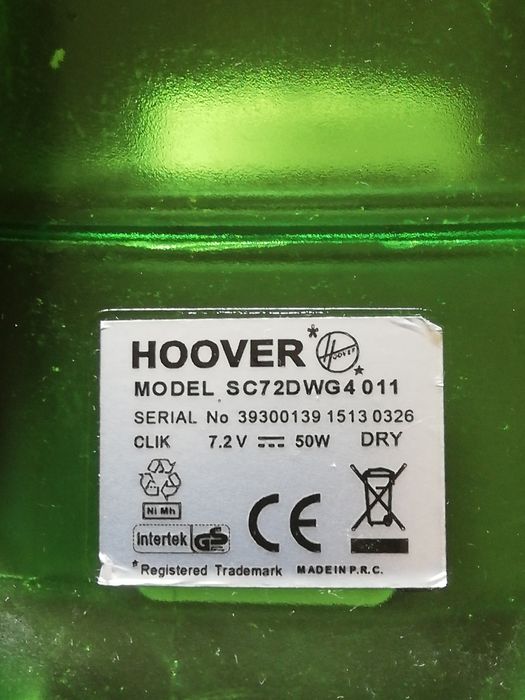 HOOVER * HOOVER *
MODEL SC72DWG4 011
SERIAL No 39300139 1513 0326
CLIK 7.2 V 50W DRY
Ni Mh
Intertek GS
CE
*Registered Trademark MADE IN P.R.C.